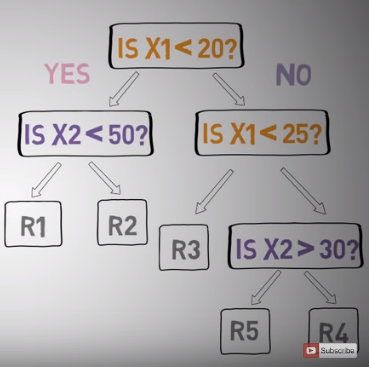 IS X1 < 20?
YES
NO
IS X2 < 50?
IS X1 < 25?
R1
R2
R3
IS X2 > 30?
R5
R4
Subscribe